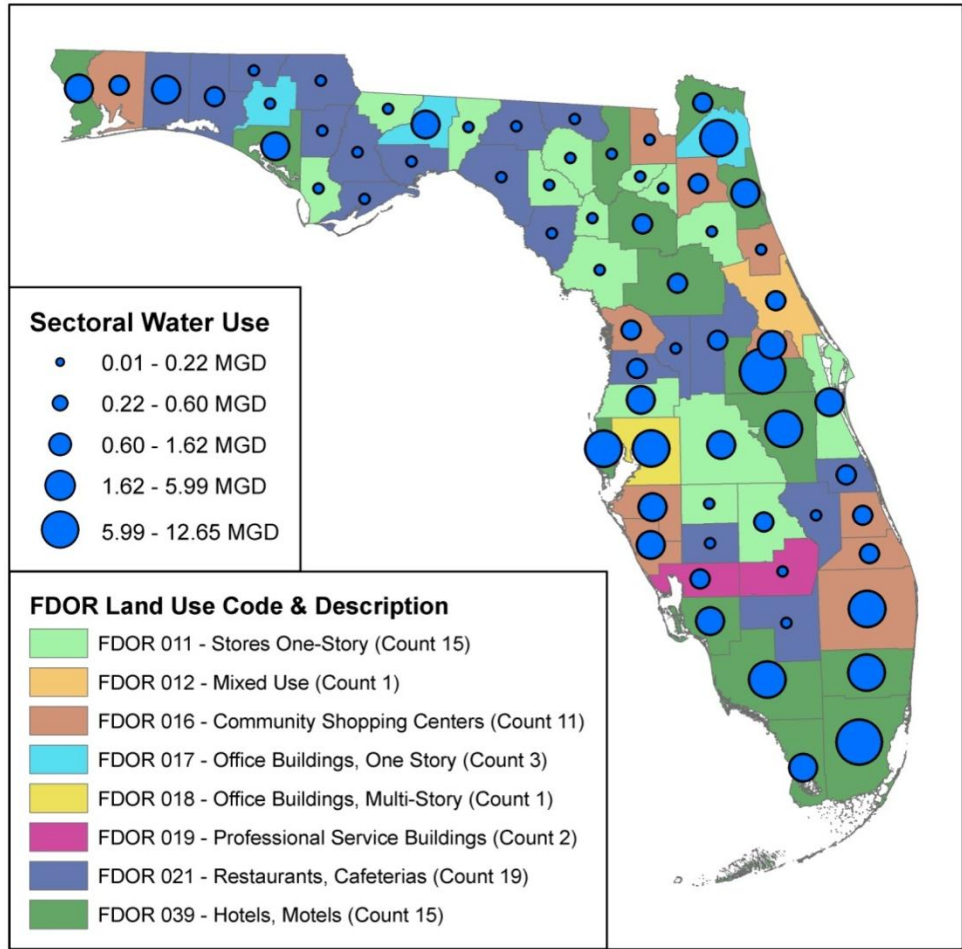 Sectoral Water Use
0.01 - 0.22 MGD
0.22 - 0.60 MGD
0.60 - 1.62 MGD
1.62 - 5.99 MGD
5.99 - 12.65 MGD
FDOR Land Use Code & Description
FDOR 011 - Stores One-Story (Count 15)
FDOR 012 - Mixed Use (Count 1)
FDOR 016 - Community Shopping Centers (Count 11)
FDOR 017 - Office Buildings, One Story (Count 3)
FDOR 018 - Office Buildings, Multi-Story (Count 1)
FDOR 019 - Professional Service Buildings (Count 2)
FDOR 021 - Restaurants, Cafeterias (Count 19)
FDOR 039 - Hotels, Motels (Count 15)